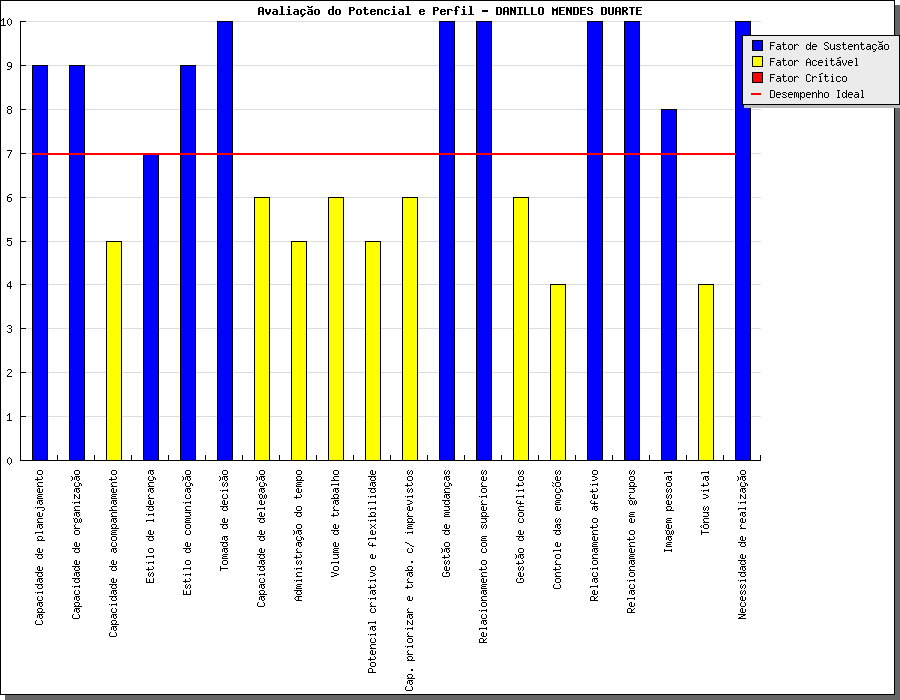 Avaliação do Potencial e Perfil - DANILLO MENDES DUARTE
10
9
8
7
6
5
4
3
2
1
0
Fator de Sustentação
Fator Aceitável
Fator Crítico
Desempenho Ideal
Capacidade de planejamento
Capacidade de organização
Capacidade de acompanhamento
Estilo de liderança
Estilo de comunicação
Tomada de decisão
Capacidade de delegação
Administração do tempo
Volume de trabalho
Potencial criativo e flexibilidade
Cap. priorizar e trab. c/ imprevistos
Gestão de mudanças
Relacionamento com superiores
Gestão de conflitos
Controle das emoções
Relacionamento afetivo
Relacionamento em grupos
Imagem pessoal
Tônus vital
Necessidade de realização